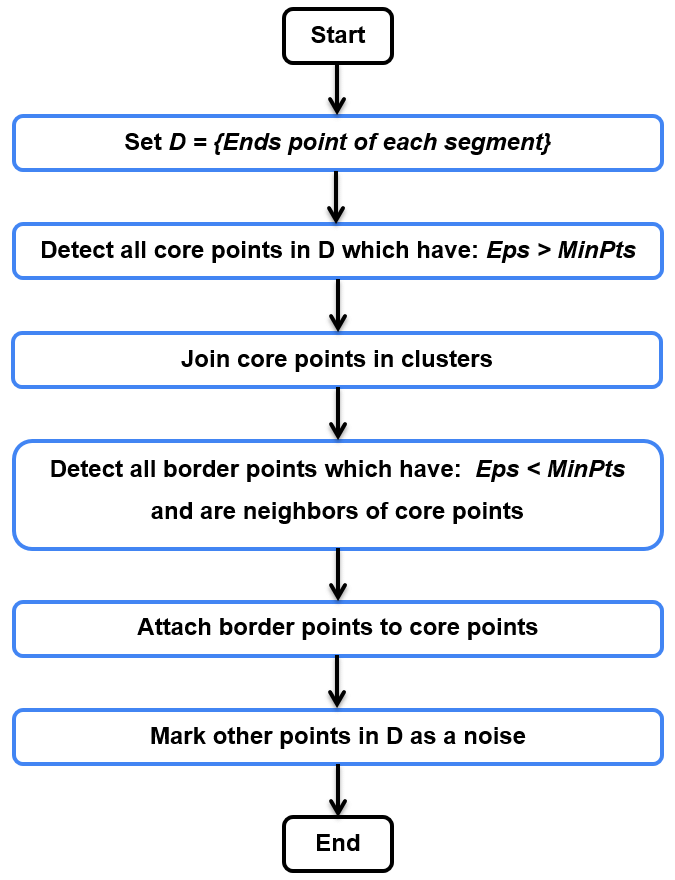 Start
Set D = {Ends point of each segment}
Detect all core points in D which have: Eps > MinPts
Join core points in clusters
Detect all border points which have: Eps < MinPts
and are neighbors of core points
Attach border points to core points
Mark other points in D as a noise
End